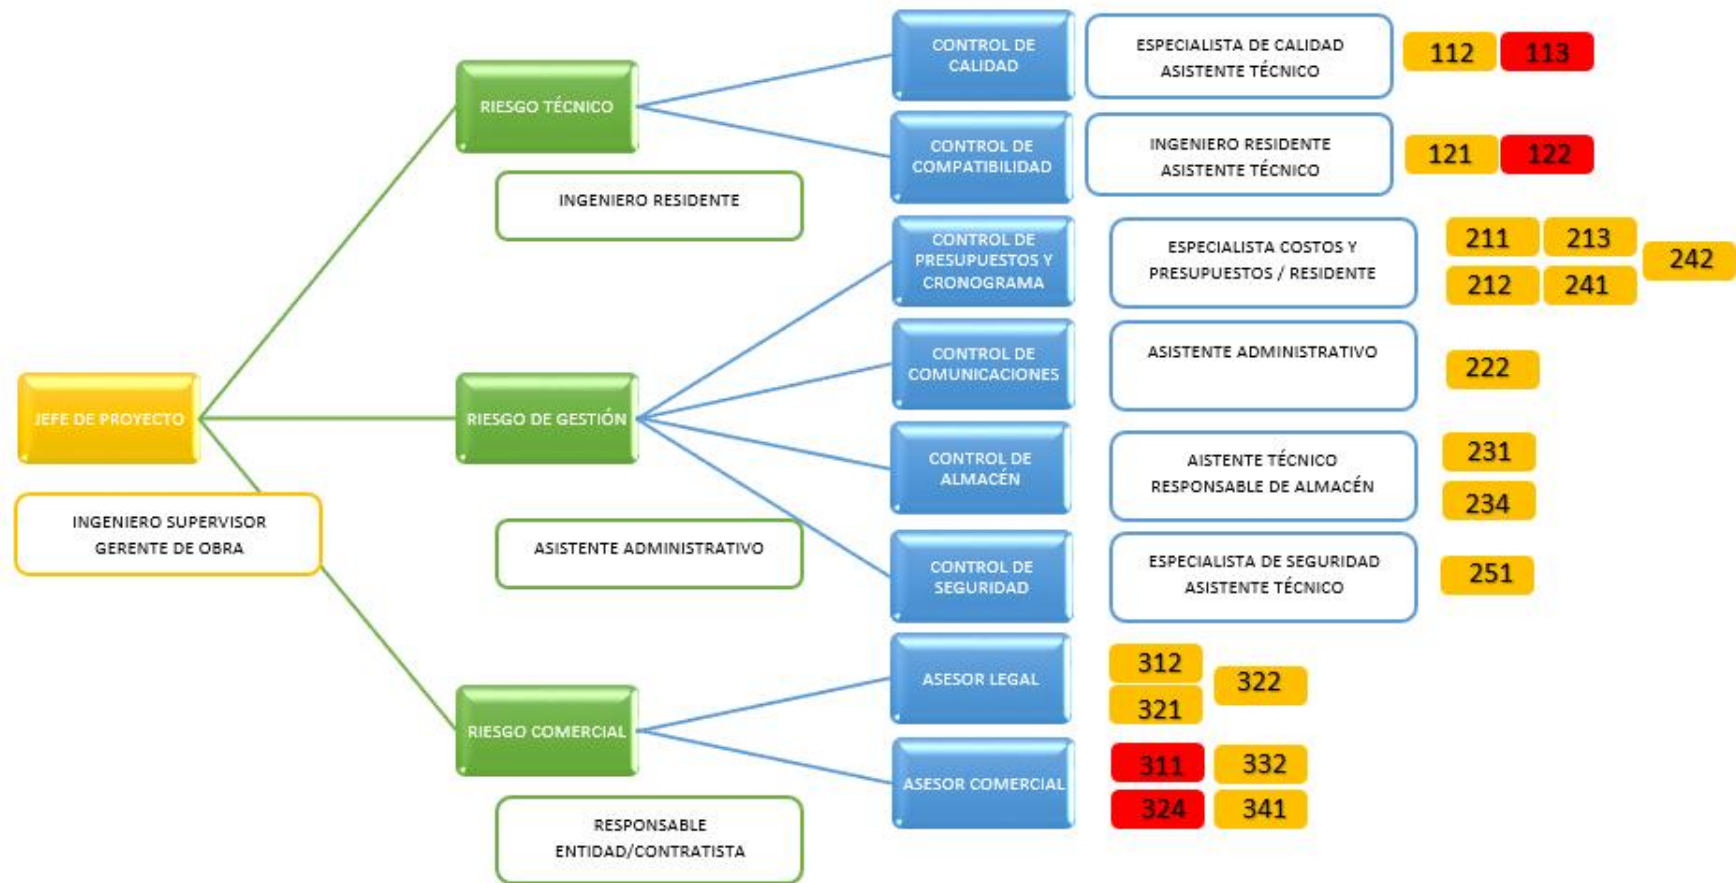 JEFE DE PROYECTO
INGENIERO SUPERVISOR
GERENTE DE OBRA
RIESGO TÉCNICO
INGENIERO RESIDENTE
CONTROL DE
CALIDAD
ESPECIALISTA DE CALIDAD
ASISTENTE TÉCNICO
112
113
CONTROL DE
COMPATIBILIDAD
INGENIERO RESIDENTE
ASISTENTE TÉCNICO
121
122
RIESGO DE GESTIÓN
ASISTENTE ADMINISTRATIVO
CONTROL DE
PRESUPUESTOS Y
CRONOGRAMA
ESPECIALISTA COSTOS Y
PRESUPUESTOS / RESIDENTE
211
213
242
212
241
CONTROL DE
COMUNICACIONES
ASISTENTE ADMINISTRATIVO
222
CONTROL DE
ALMACÉN
AISTENTE TÉCNICO
RESPONSABLE DE ALMACÉN
231
234
CONTROL DE
SEGURIDAD
ESPECIALISTA DE SEGURIDAD
ASISTENTE TÉCNICO
251
RIESGO COMERCIAL
RESPONSABLE
ENTIDAD/CONTRATISTA
ASESOR LEGAL
312
322
321
ASESOR COMERCIAL
311
332
324
341